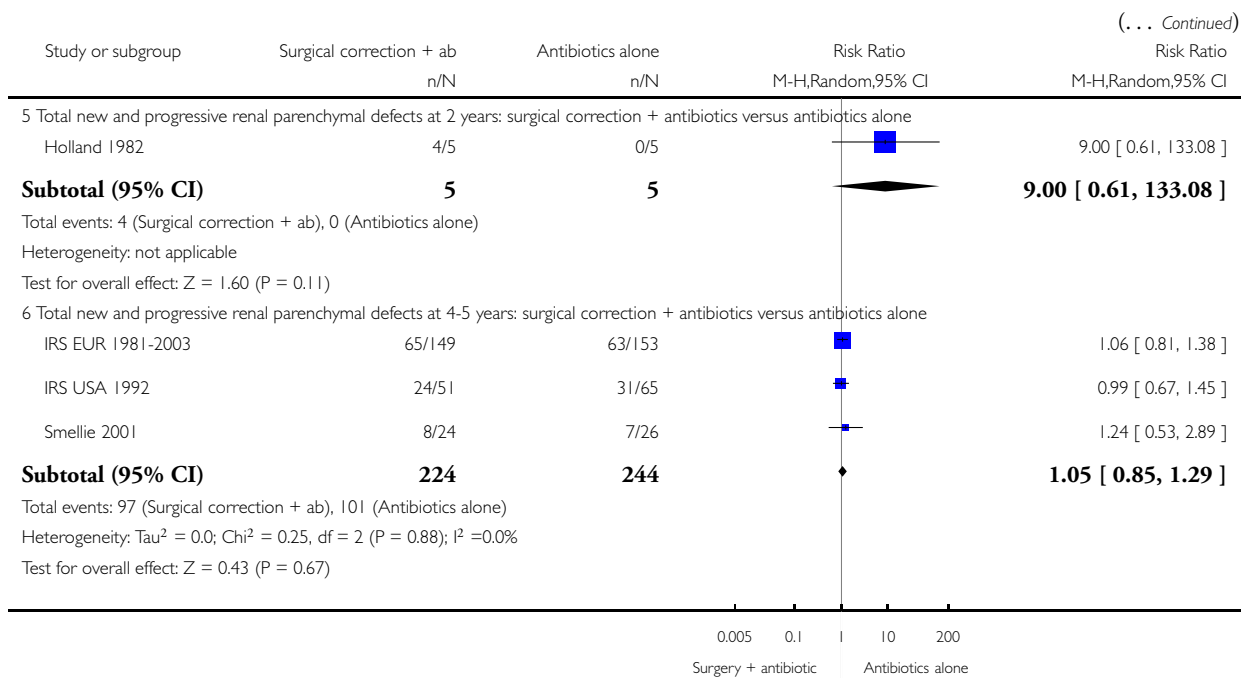 (... Continued)
Study or subgroup Surgical correction + ab Antibiotics alone Risk Ratio Risk Ratio
n/N n/N M-H,Random,95% CI M-H,Random,95% CI
5 Total new and progressive renal parenchymal defects at 2 years: surgical correction + antibiotics versus antibiotics alone
Holland 1982 4/5 0/5 9.00 [ 0.61, 133.08 ]
Subtotal (95% CI) 5 5 9.00 [ 0.61, 133.08 ]
Total events: 4 (Surgical correction + ab), 0 (Antibiotics alone)
Heterogeneity: not applicable
Test for overall effect: Z = 1.60 (P = 0.11)
6 Total new and progressive renal parenchymal defects at 4-5 years: surgical correction + antibiotics versus antibiotics alone
IRS EUR 1981-2003 65/149 63/153 1.06 [ 0.81, 1.38 ]
IRS USA 1992 24/51 31/65 0.99 [ 0.67, 1.45 ]
Smellie 2001 8/24 7/26 1.24 [ 0.53, 2.89 ]
Subtotal (95% CI) 224 244 1.05 [ 0.85, 1.29 ]
Total events: 97 (Surgical correction + ab), 101 (Antibiotics alone)
Heterogeneity: Tau² = 0.0; Chi² = 0.25, df = 2 (P = 0.88); I² =0.0%
Test for overall effect: Z = 0.43 (P = 0.67)
0.005 0.1 1 10 200
Surgery + antibiotic Antibiotics alone